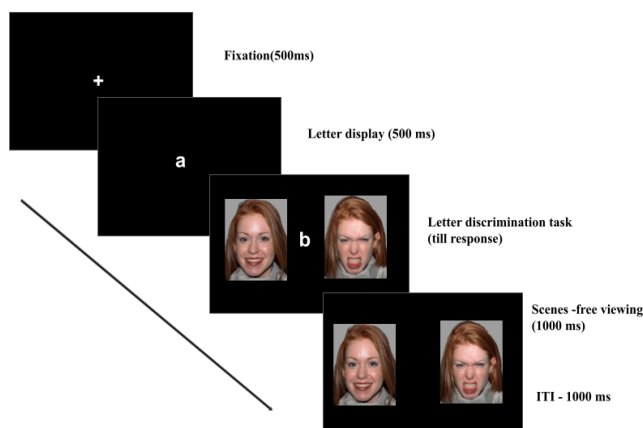 +
Fixation(500ms)
a
Letter display (500 ms)
b
Letter discrimination task
(till response)
Scenes -free viewing
(1000 ms)
ITI - 1000 ms